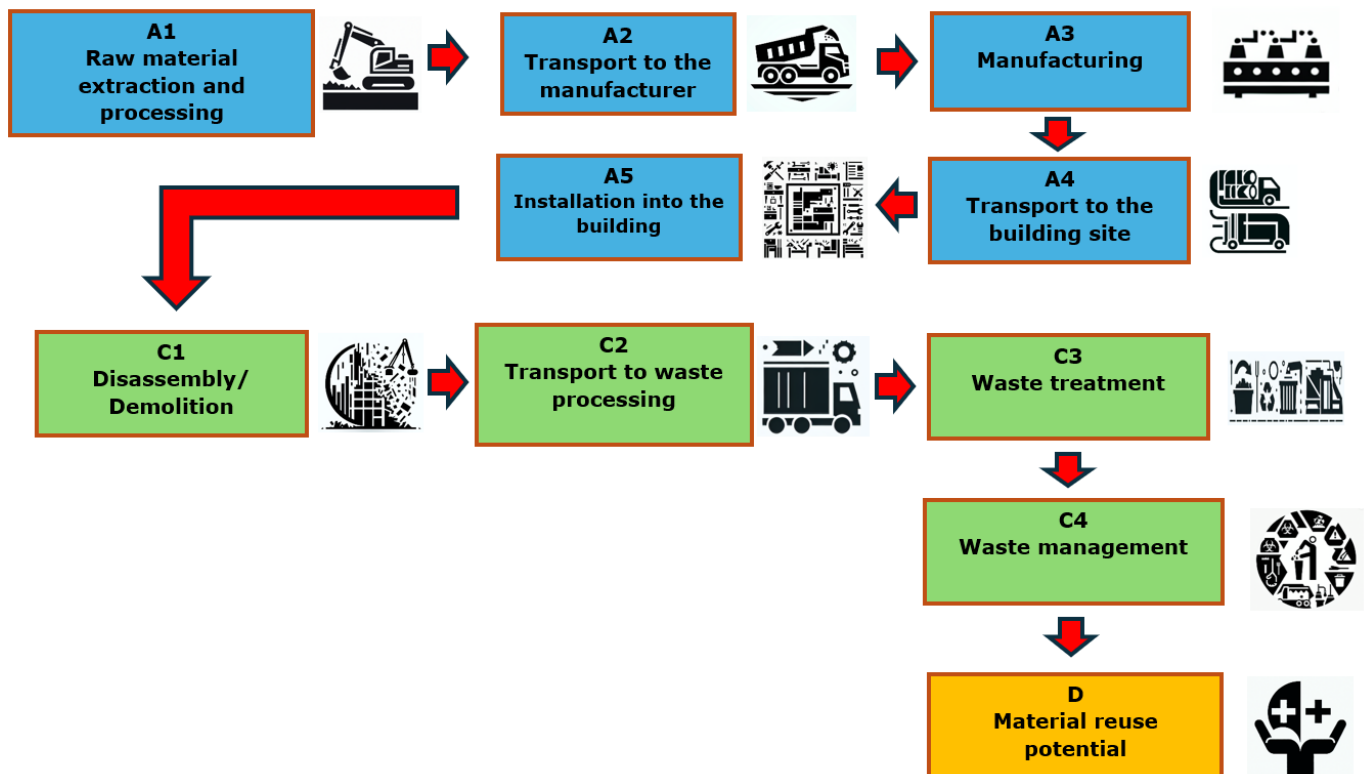 A1
Raw material
extraction and
processing
A2
Transport to the
manufacturer
A3
Manufacturing
A5
Installation into the
building
A4
Transport to the
building site
C1
Disassembly/
Demolition
C2
Transport to waste
processing
C3
Waste treatment
C4
Waste management
D
Material reuse
potential